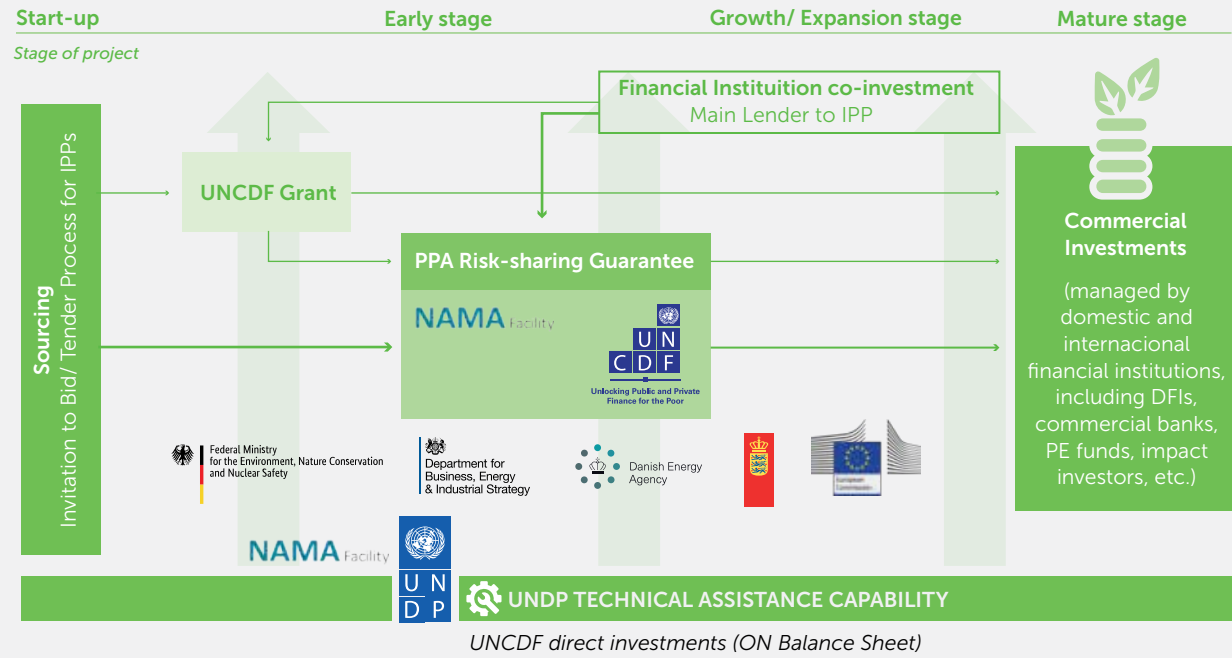 Start-up
Early stage
Growth/ Expansion stage
Mature stage
Stage of project
Financial Instituition co-investment
Main Lender to IPP
Sourcing
Invitation to Bid/ Tender Process for IPPs
UNCDF Grant
PPA Risk-sharing Guarantee
NAMA Facility
U N
C D F
Unlocking Public and Private
Finance for the Poor
Commercial
Investments
(managed by
domestic and
internacional
financial institutions,
including DFIs,
commercial banks,
PE funds, impact
investors, etc.)
Federal Ministry
for the Environment, Nature Conservation
and Nuclear Safety
Department for
Business, Energy
& Industrial Strategy
Danish Energy
Agency
European
Commission
NAMA Facility
U N
D P
UNDP TECHNICAL ASSISTANCE CAPABILITY
UNCDF direct investments (ON Balance Sheet)